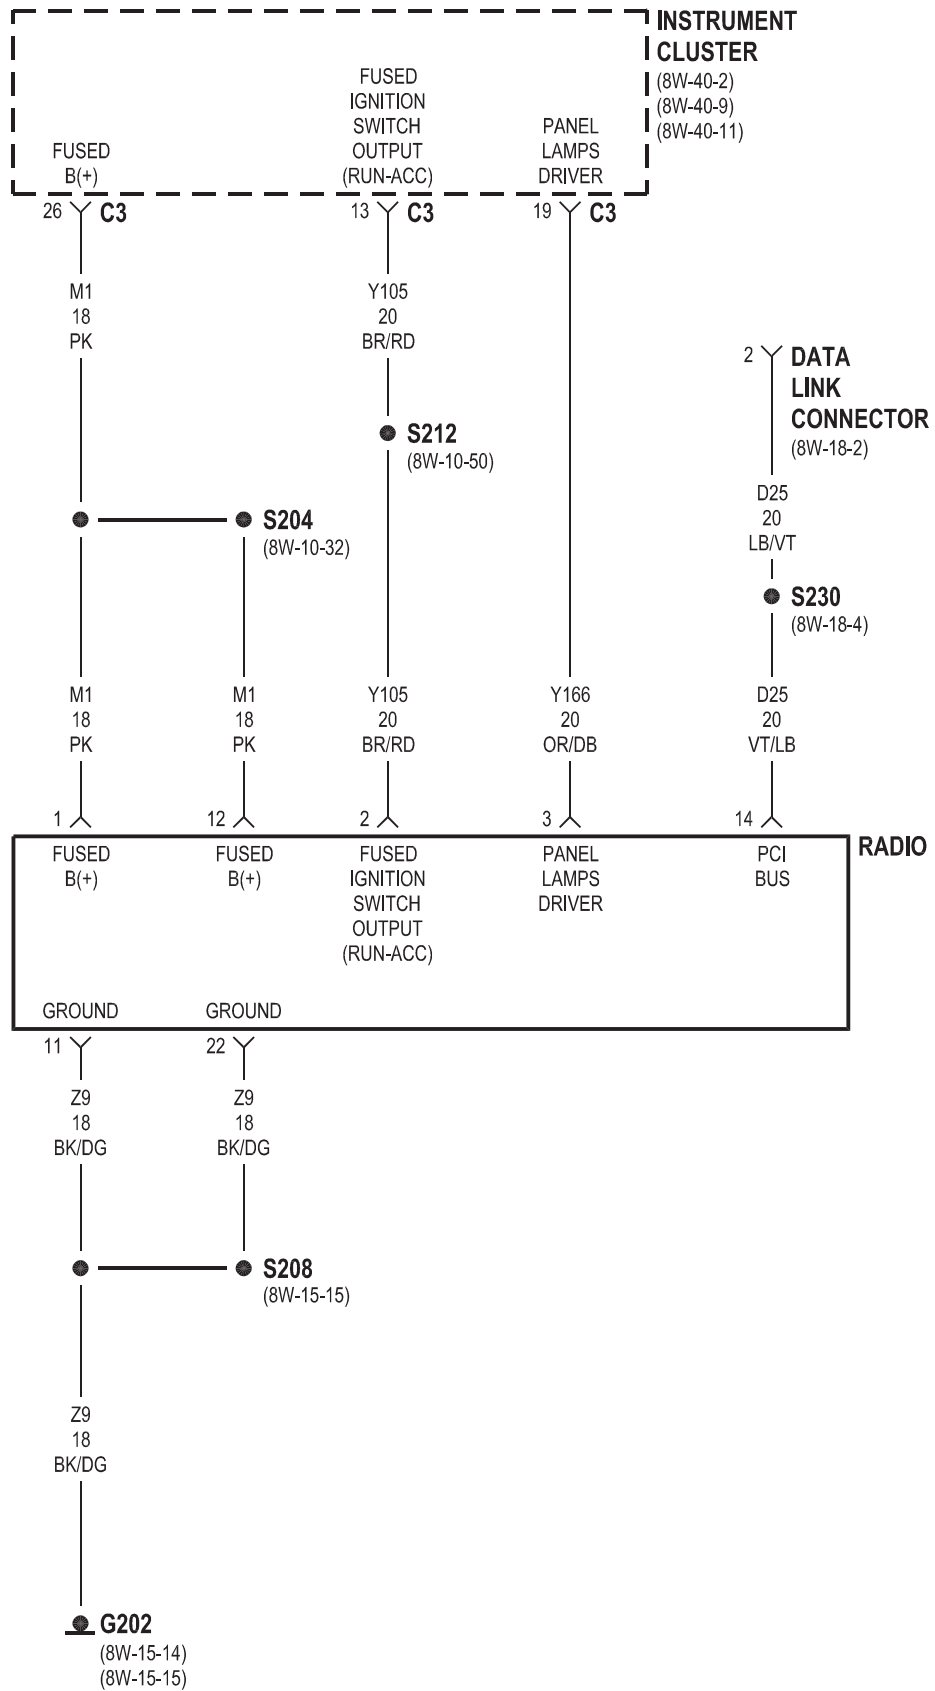 INSTRUMENT
CLUSTER
(8W-40-2)
(8W-40-9)
(8W-40-11)
FUSED
B(+)
FUSED
IGNITION
SWITCH
OUTPUT
(RUN-ACC)
PANEL
LAMPS
DRIVER
26 C3
13 C3
19 C3
M1
18
PK
Y105
20
BR/RD
2 DATA
LINK
CONNECTOR
(8W-18-2)
S212
(8W-10-50)
D25
20
LB/VT
S204
(8W-10-32)
S230
(8W-18-4)
M1
18
PK
M1
18
PK
Y105
20
BR/RD
Y166
20
OR/DB
D25
20
VT/LB
1
12
2
3
14
RADIO
FUSED
B(+)
FUSED
B(+)
FUSED
IGNITION
SWITCH
OUTPUT
(RUN-ACC)
PANEL
LAMPS
DRIVER
PCI
BUS
GROUND
GROUND
11
22
Z9
18
BK/DG
Z9
18
BK/DG
S208
(8W-15-15)
Z9
18
BK/DG
G202
(8W-15-14)
(8W-15-15)